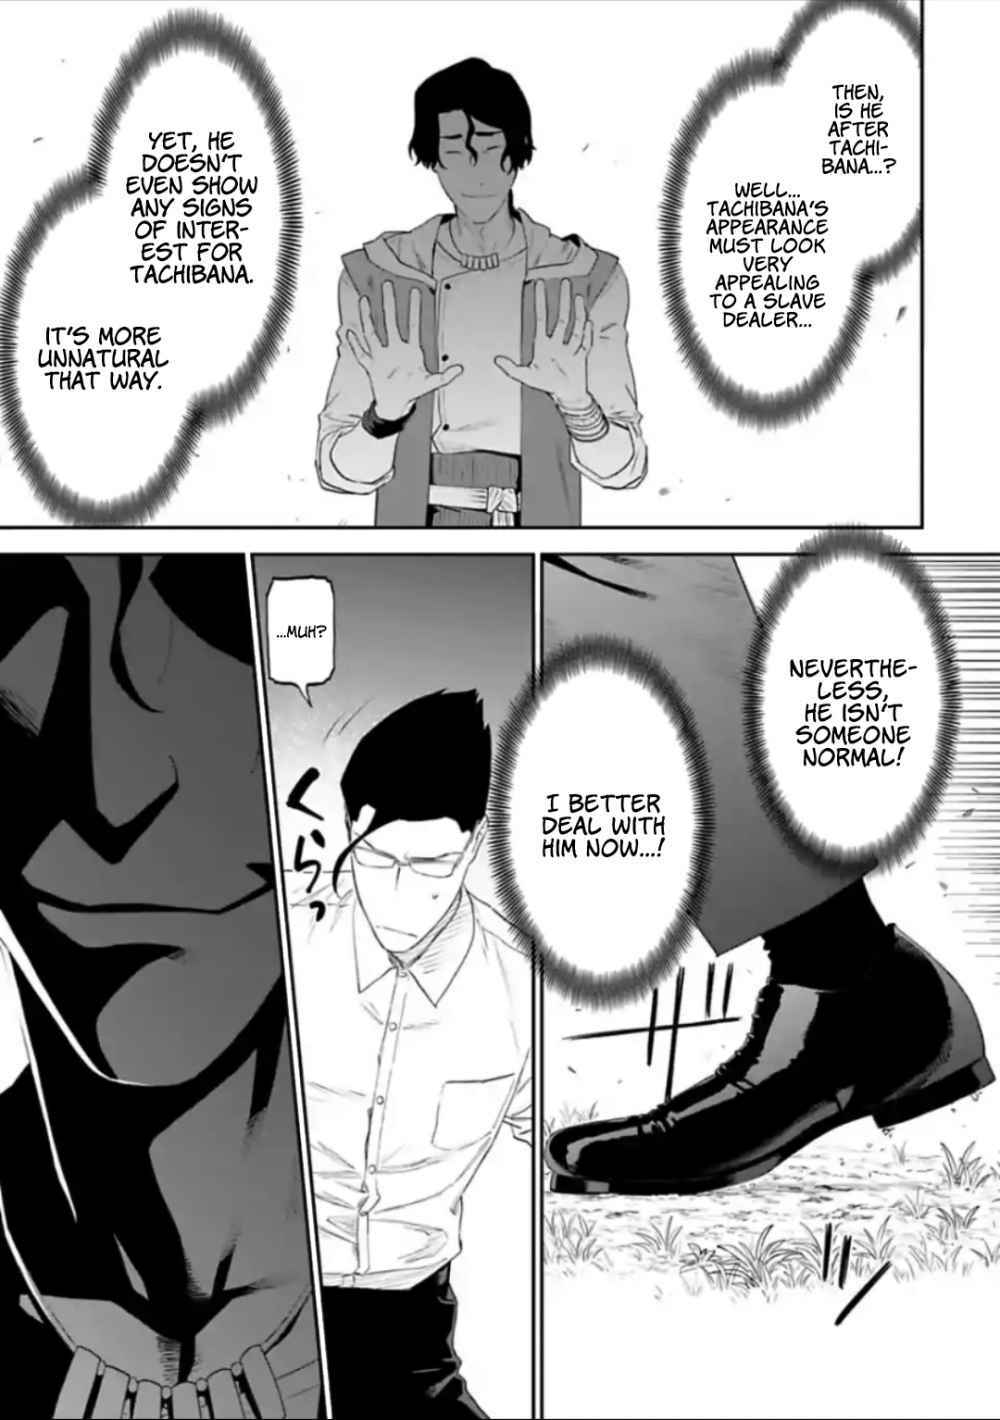 THEN,
IS HE
AFTER
TACHI-
BANA...?
WELL...
TACHIBANA'S
APPEARANCE
MUST LOOK
VERY
APPEALING
TO A SLAVE
DEALER...
YET, HE
DOESN'T
EVEN SHOW
ANY SIGNS
OF INTER-
EST FOR
TACHIBANA.
IT'S MORE
UNNATURAL
THAT WAY.
NEVERTHE-
LESS,
HE ISN'T
SOMEONE
NORMAL!
I BETTER
DEAL WITH
HIM NOW...!
...MUH?
くらっ